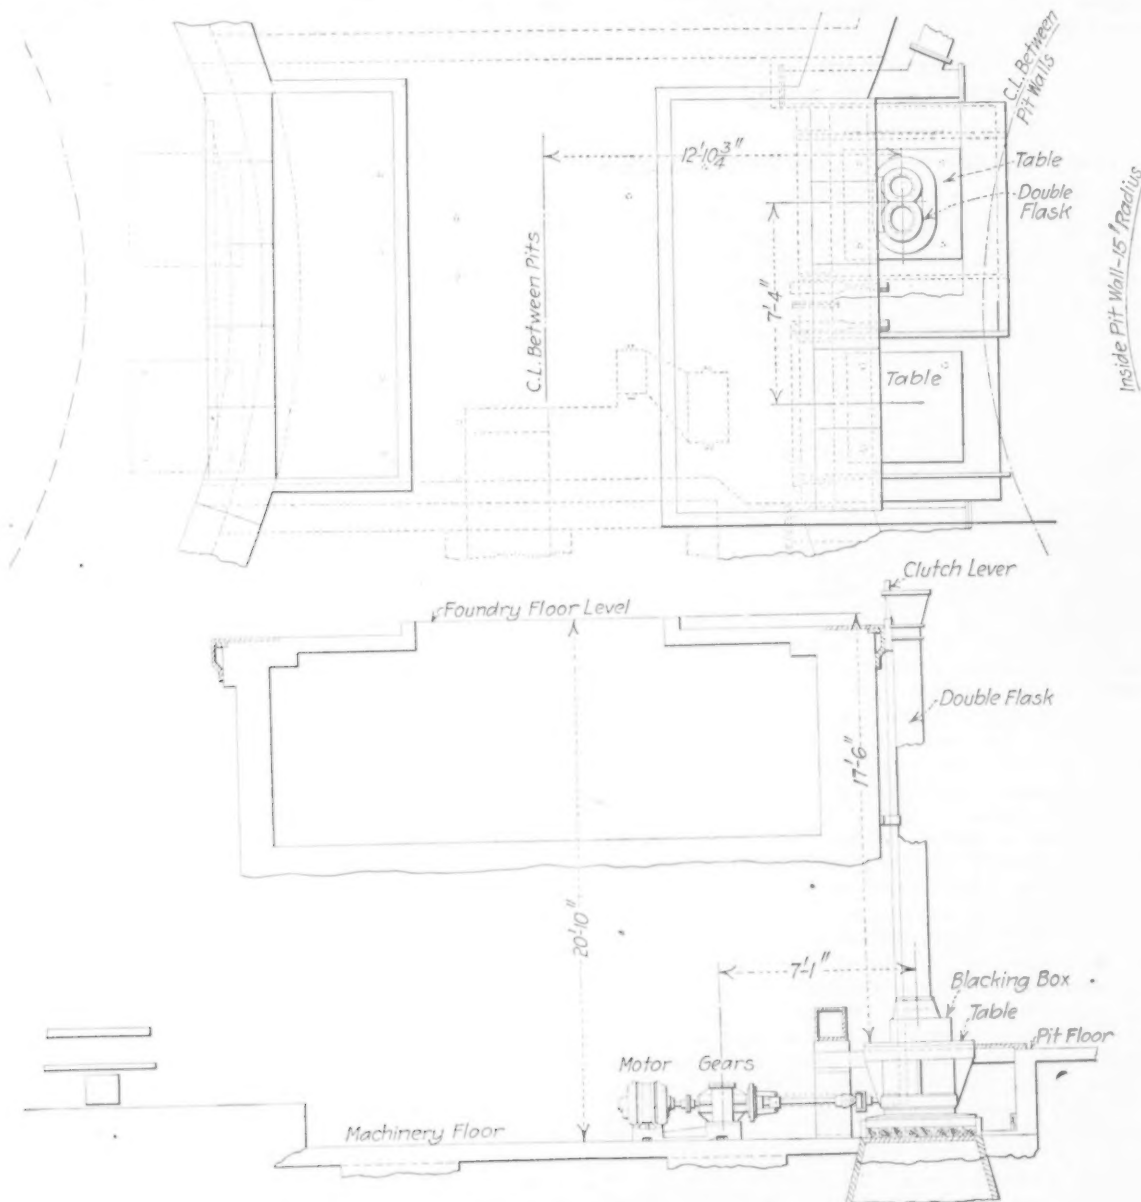 C.L. Between
Pit Walls
12'-10¾"
Table
Double
Flask
Inside Pit Wall-15' Radius
C.L. Between Pits
7'-4"
Table
Clutch Lever
Foundry Floor Level
Double Flask
17'-6"
20'-10"
7'-1"
Blacking Box
Table
Pit Floor
Motor
Gears
Machinery Floor